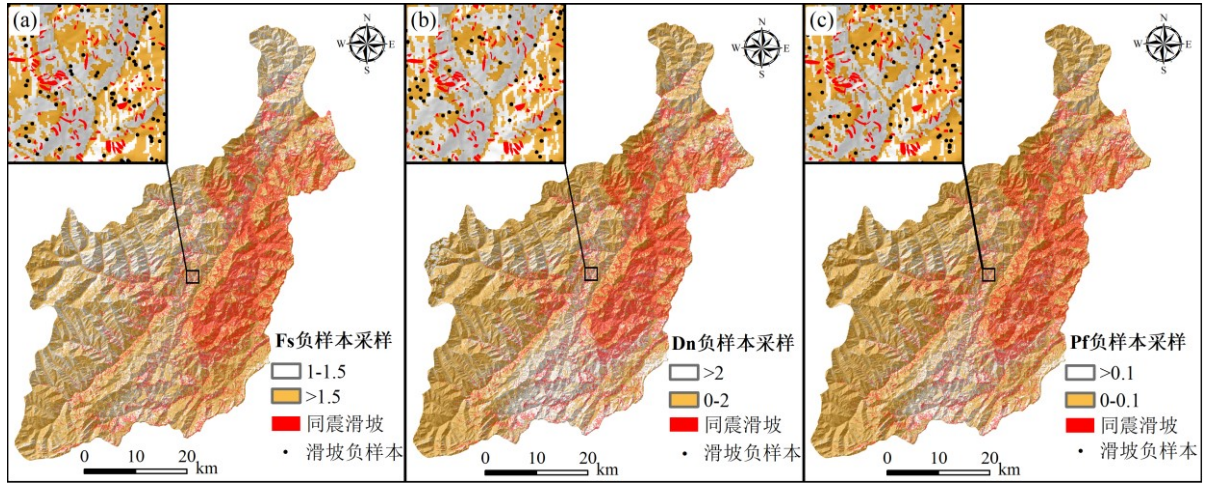 (a)
N
W E
S
Fs负样本采样
1-1.5
>1.5
同震滑坡
滑坡负样本
0 10 20
km
(b)
N
W E
S
Dn负样本采样
>2
0-2
同震滑坡
滑坡负样本
0 10 20
km
(c)
N
W E
S
Pf负样本采样
>0.1
0-0.1
同震滑坡
滑坡负样本
0 10 20
km